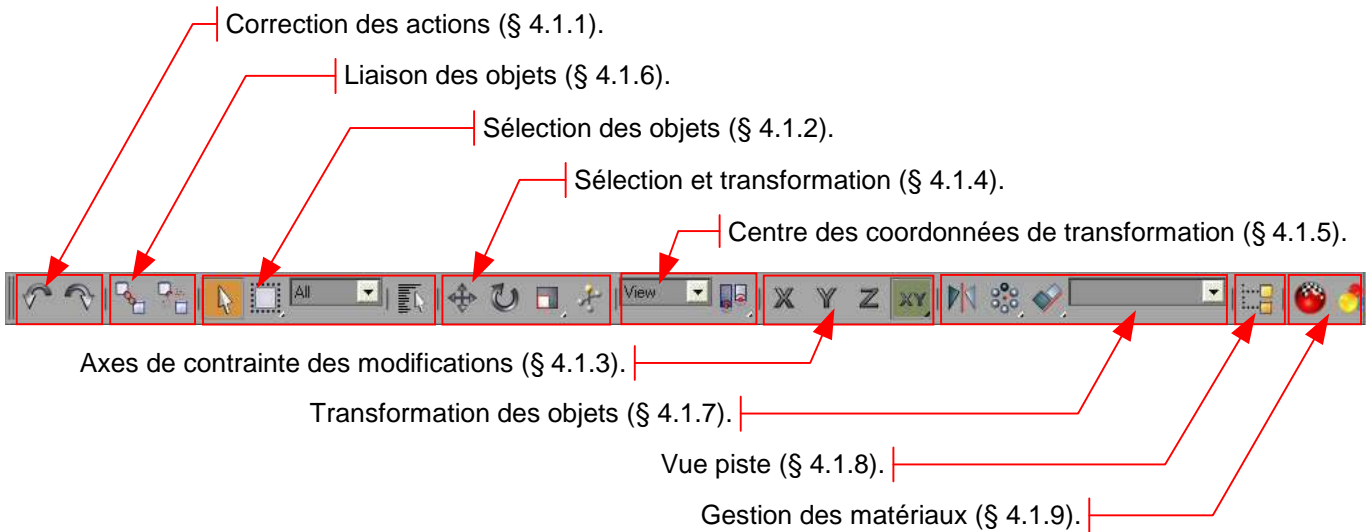 Correction des actions (§ 4.1.1).
Liaison des objets (§ 4.1.6).
Sélection des objets (§ 4.1.2).
Sélection et transformation (§ 4.1.4).
Centre des coordonnées de transformation (§ 4.1.5).
All View X Y Z XY
Axes de contrainte des modifications (§ 4.1.3).
Transformation des objets (§ 4.1.7).
Vue piste (§ 4.1.8).
Gestion des matériaux (§ 4.1.9).